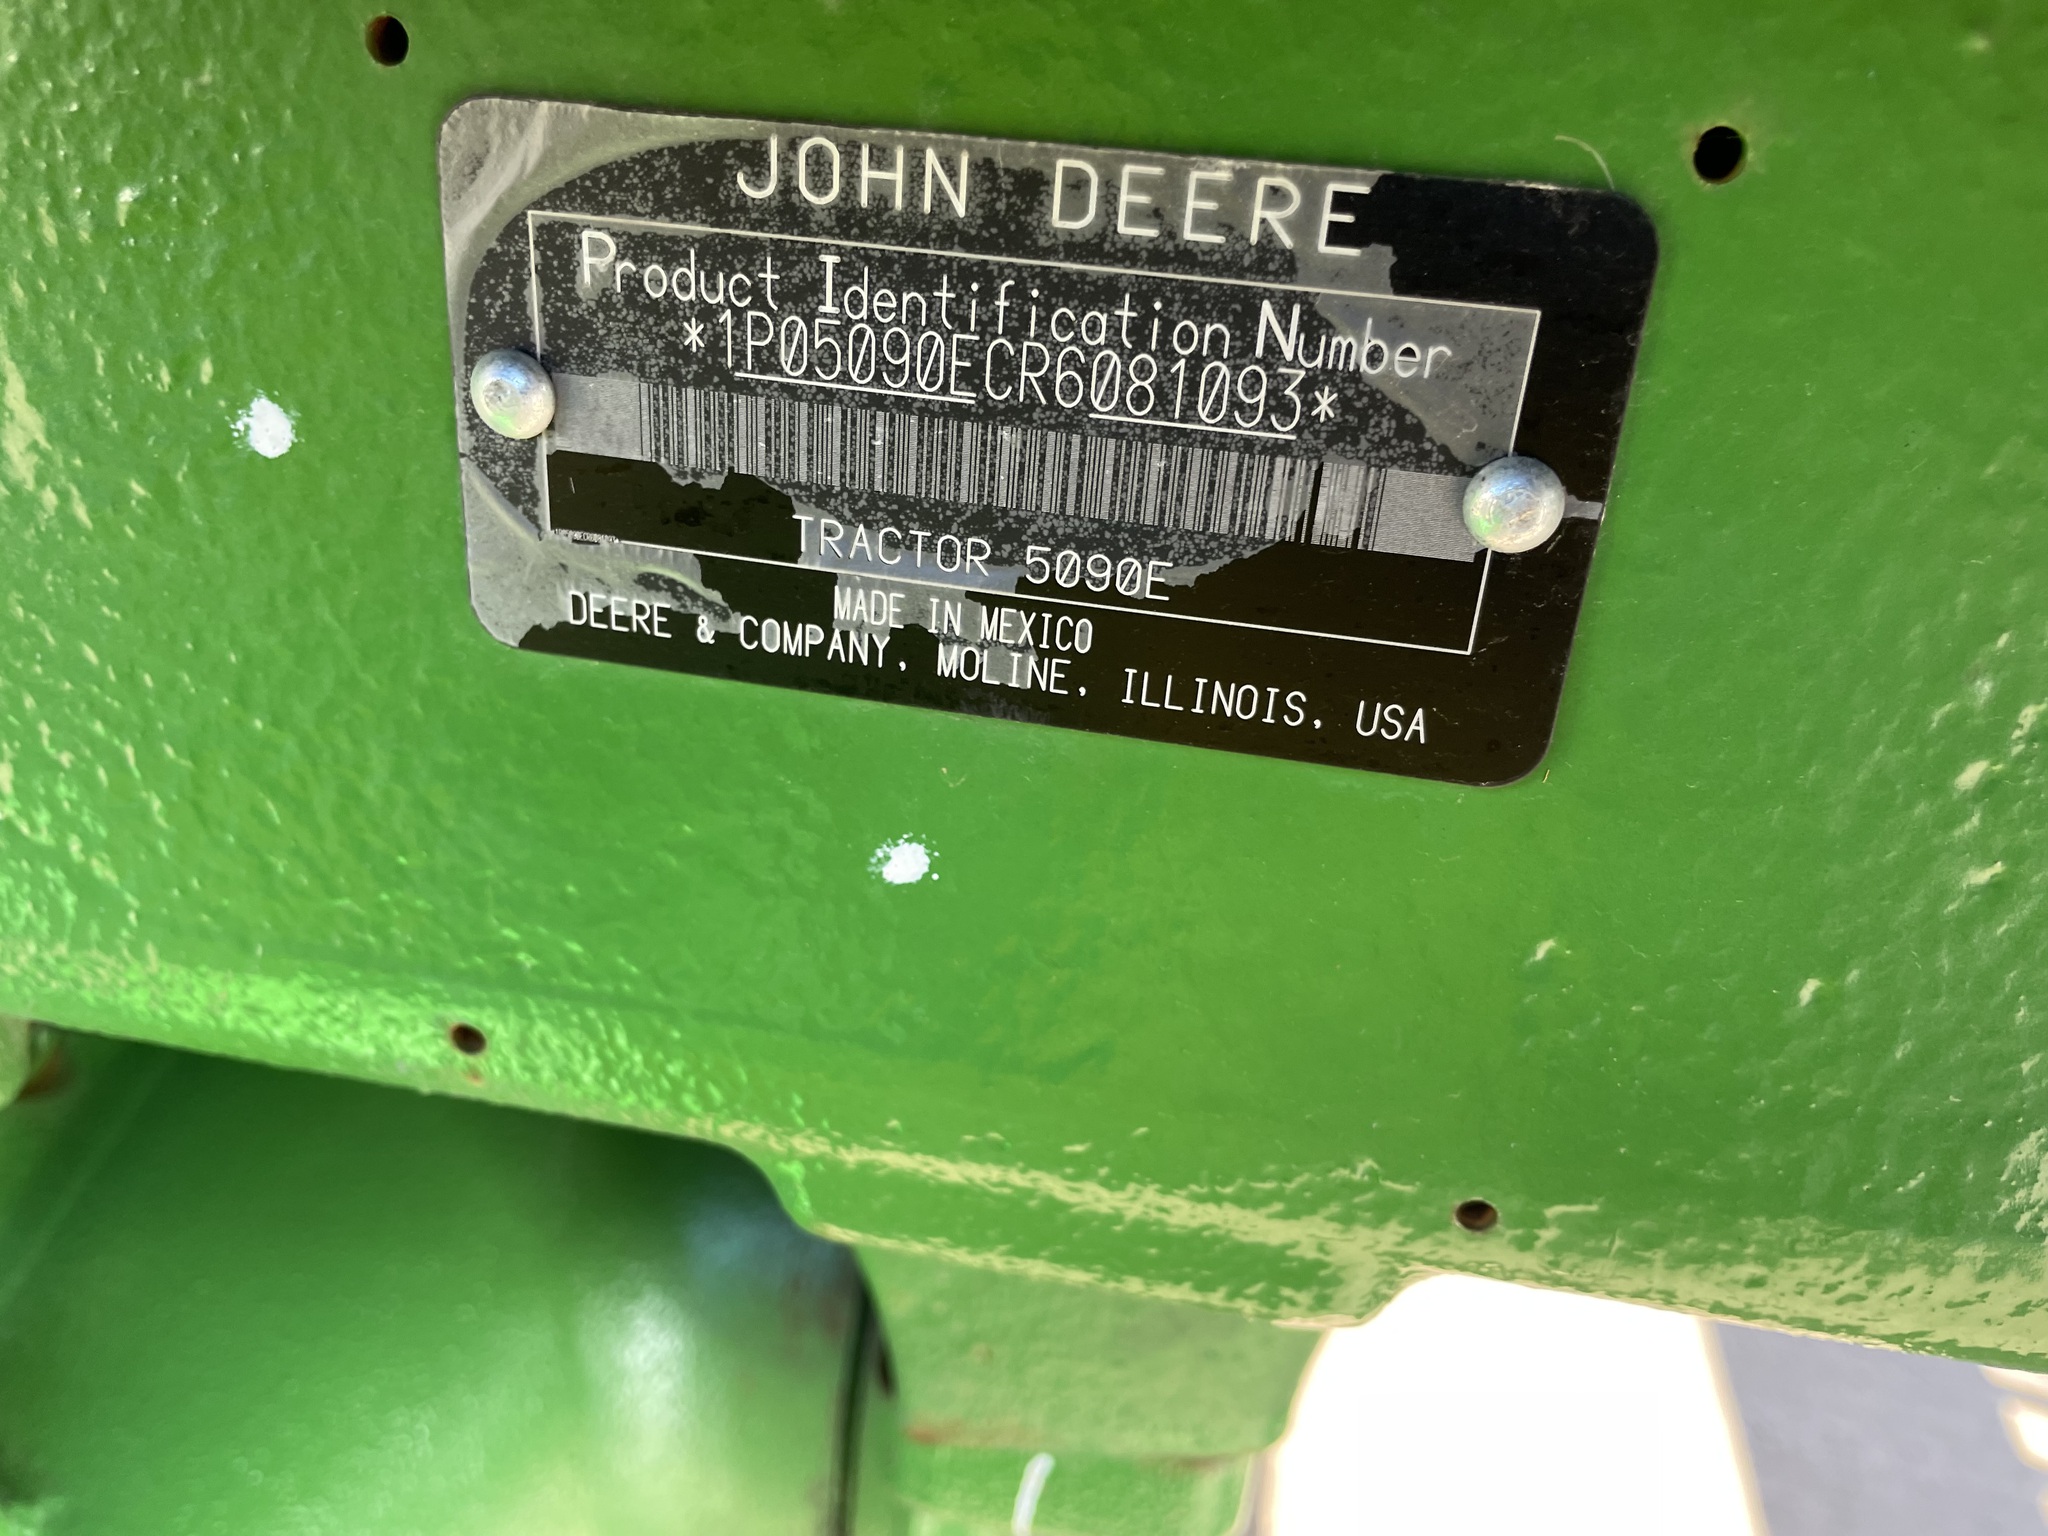 JOHN DEERE
Product Identification Number
*1P05090ECR6081093*
TRACTOR 5090E
MADE IN MEXICO
DEERE & COMPANY, MOLINE, ILLINOIS, USA